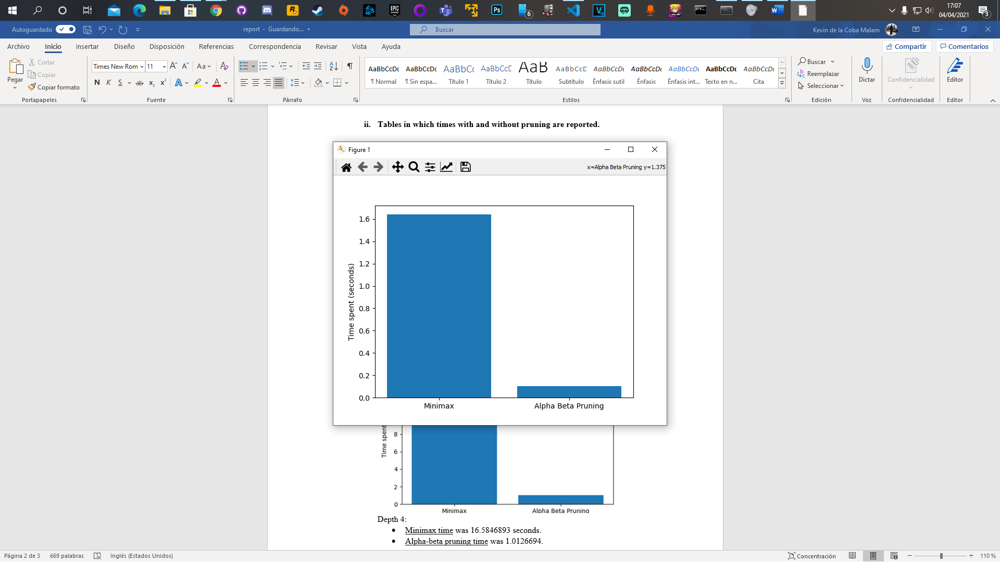 17:07
04/04/2021
6
3
Autoguardado
report - Guardando...
Buscar
Kevin de la Coba Malam
Archivo Inicio Insertar Diseño Disposición Referencias Correspondencia Revisar Vista Ayuda
Compartir Comentarios
Pegar
Cortar
Copiar
Copiar formato
Portapapeles
Times New Rom 11
Fuente
Párrafo
AaBbCcDc AaBbCcDc AaBbCc AaBbCcD AaB AaBbCcD AaBbCcDc AaBbCcDc AaBbCcDc AaBbCcDc AaBbCcDc
¶ Normal ¶ Sin espa... Título 1 Título 2 Título Subtítulo Énfasis sutil Énfasis Énfasis int... Texto en n... Cita
Estilos
Buscar
Reemplazar
Seleccionar
Edición
Dictar
Voz
Confidencialidad
Confidencialidad
Editor
Editor
ii. Tables in which times with and without pruning are reported.
Figure 1
x=Alpha Beta Pruning y=1.375
Time spent (seconds)
1.6
1.4
1.2
1.0
0.8
0.6
0.4
0.2
0.0
Minimax Alpha Beta Pruning
Time spent
8
6
4
2
0
Minimax Alpha Beta Pruning
Depth 4:
• Minimax time was 16.5846893 seconds.
• Alpha-beta pruning time was 1.0126694.
Página 2 de 3 669 palabras Inglés (Estados Unidos)
Concentración
110 %